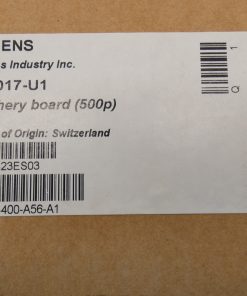 ENS
s Industry Inc.
017-U1
hery board (500p)
of Origin: Switzerland
23ES03
400-A56-A1
Q 1